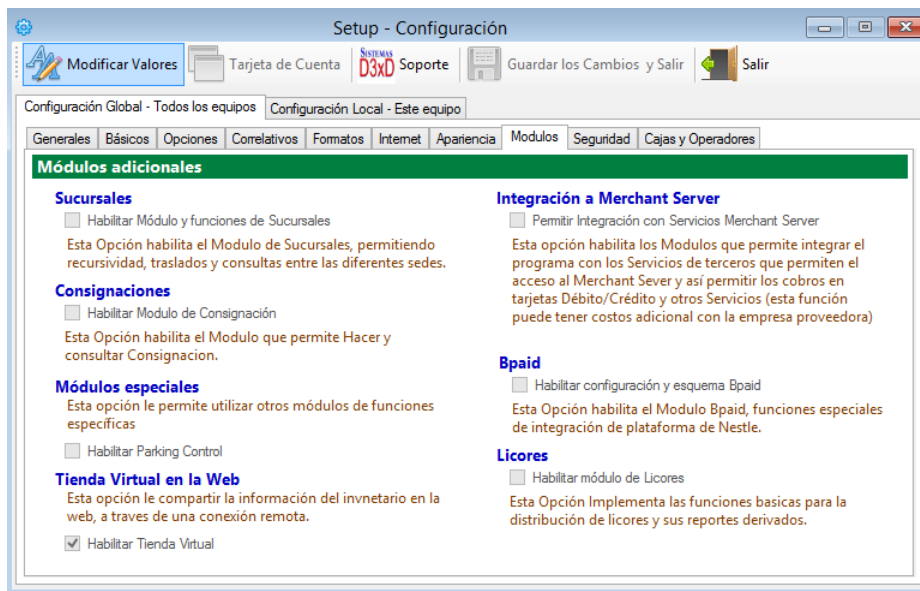 Setup - Configuración
Modificar Valores
Tarjeta de Cuenta
SISTEMAS
D3xD
Soporte
Guardar los Cambios y Salir
Salir
Configuración Global - Todos los equipos
Configuración Local - Este equipo
Generales
Básicos
Opciones
Correlativos
Formatos
Internet
Apariencia
Modulos
Seguridad
Cajas y Operadores
Módulos adicionales
Sucursales
Habilitar Módulo y funciones de Sucursales
Esta Opción habilita el Modulo de Sucursales, permitiendo
recursividad, traslados y consultas entre las diferentes sedes.
Consignaciones
Habilitar Modulo de Consignación
Esta Opción habilita el Modulo que permite Hacer y
consultar Consignacion.
Módulos especiales
Esta opción le permite utilizar otros módulos de funciones
específicas
Habilitar Parking Control
Tienda Virtual en la Web
Esta opción le compartir la información del invnetario en la
web, a traves de una conexión remota.
Habilitar Tienda Virtual
Integración a Merchant Server
Permitir Integración con Servicios Merchant Server
Esta opción habilita los Modulos que permite integrar el
programa con los Servicios de terceros que permiten el
acceso al Merchant Sever y así permitir los cobros en
tarjetas Débito/Crédito y otros Servicios (esta función
puede tener costos adicional con la empresa proveedora)
Bpaid
Habilitar configuración y esquema Bpaid
Esta Opción habilita el Modulo Bpaid, funciones especiales
de integración de plataforma de Nestle.
Licores
Habilitar módulo de Licores
Esta Opción Implementa las funciones basicas para la
distribución de licores y sus reportes derivados.